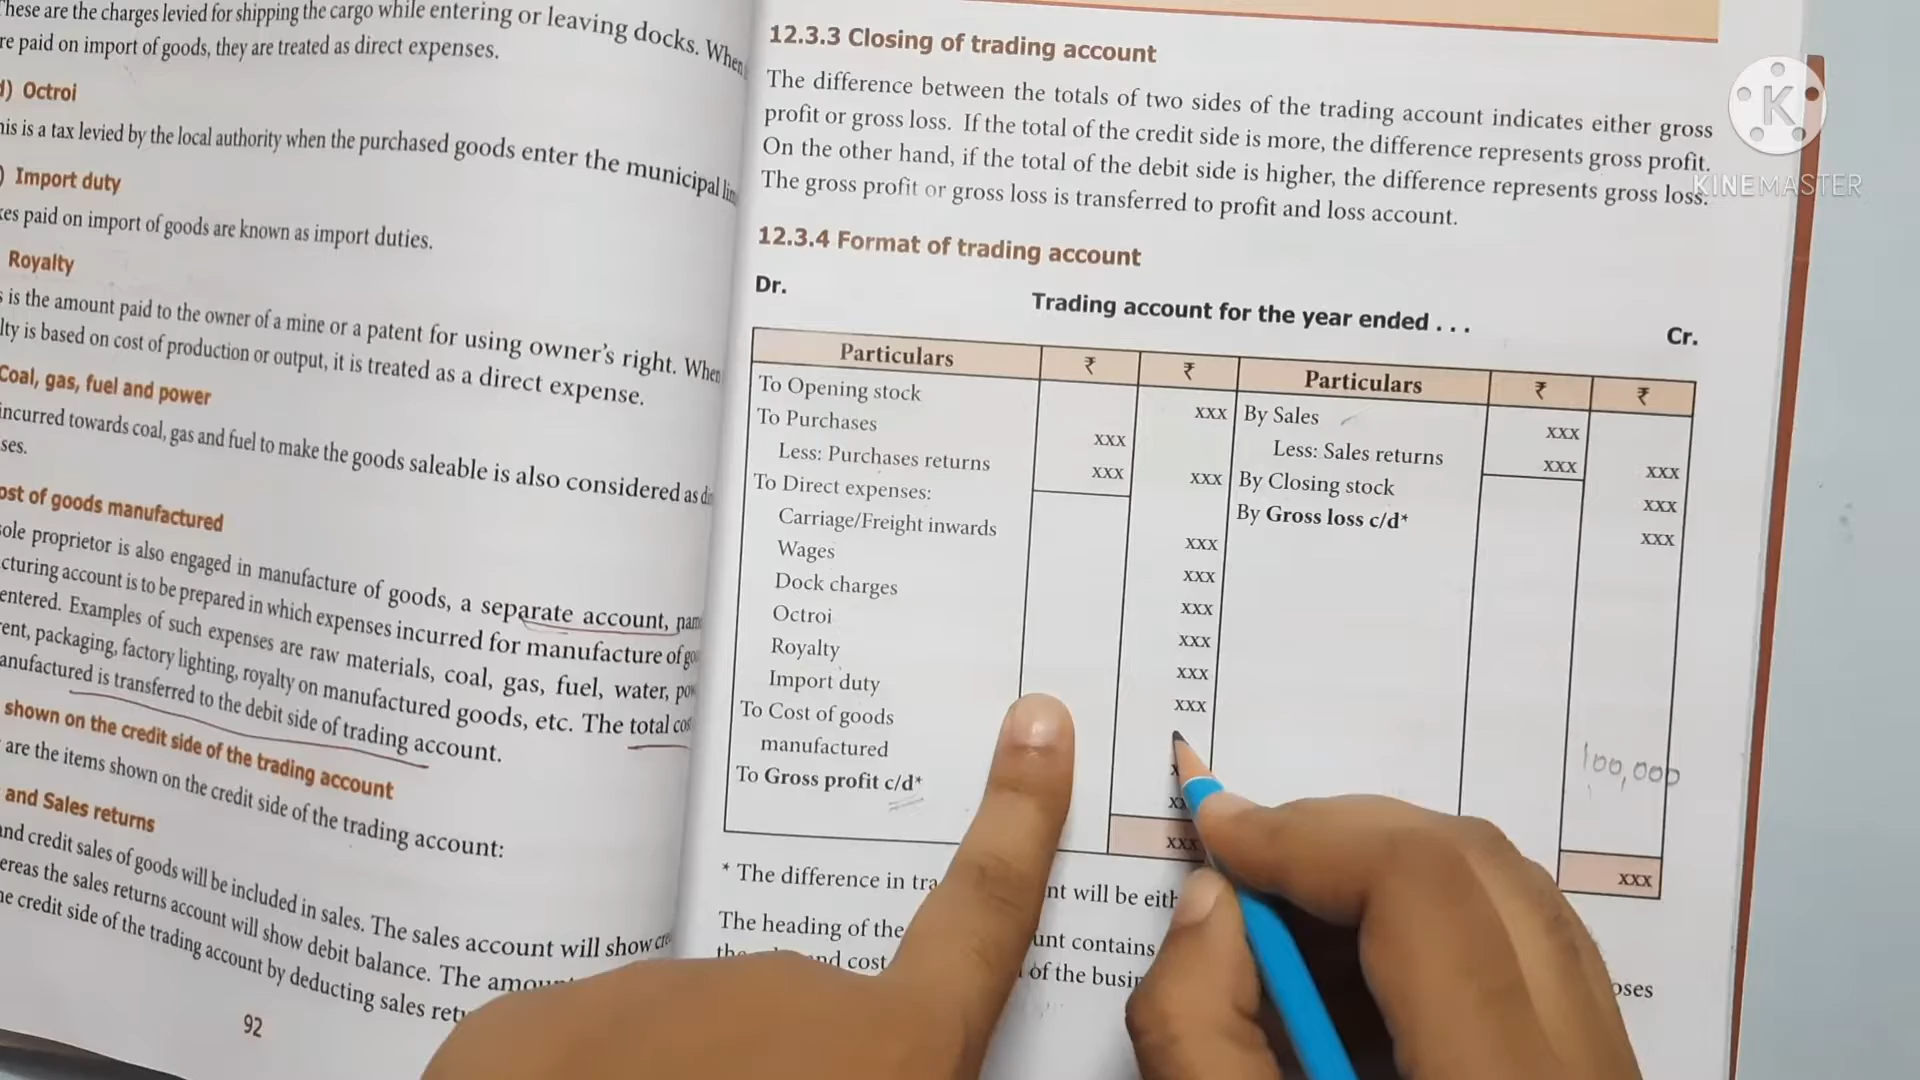 These are the charges levied for shipping the cargo while entering or leaving docks. When
re paid on import of goods, they are treated as direct expenses.
d) Octroi
his is a tax levied by the local authority when the purchased goods enter the municipal
) Import duty
xes paid on import of goods are known as import duties.
Royalty
is the amount paid to the owner of a mine or a patent for using owner's right. When
lty is based on cost of production or output, it is treated as a direct expense.
Coal, gas, fuel and power
incurred towards coal, gas and fuel to make the goods saleable is also considered as
ses.
ost of goods manufactured
sole proprietor is also engaged in manufacture of goods, a separate account,
cturing account is to be prepared in which expenses incurred for manufacture of
entered. Examples of such expenses are raw materials, coal, gas, fuel, water,
ent, packaging, factory lighting, royalty on manufactured goods, etc. The total
anufactured is transferred to the debit side of trading account.
shown on the credit side of the trading account
are the items shown on the credit side of the trading account:
and Sales returns
and credit sales of goods will be included in sales. The sales account will show
ereas the sales returns account will show debit balance. The
he credit side of the trading account by deducting sales
92
12.3.3 Closing of trading account
The difference between the totals of two sides of the trading account indicates either gross
profit or gross loss. If the total of the credit side is more, the difference represents gross profit.
On the other hand, if the total of the debit side is higher, the difference represents gross loss.
The gross profit or gross loss is transferred to profit and loss account.
12.3.4 Format of trading account
Dr. Trading account for the year ended . . . Cr.
Particulars ₹ ₹ Particulars ₹ ₹
To Opening stock xxx By Sales xxx
To Purchases xxx Less: Sales returns xxx xxx
Less: Purchases returns xxx xxx By Closing stock xxx
To Direct expenses: By Gross loss c/d* xxx
Carriage/Freight inwards xxx
Wages xxx
Dock charges xxx
Octroi xxx
Royalty xxx
Import duty xxx
To Cost of goods
manufactured
To Gross profit c/d*
100,000
xxx xxx
* The difference in will be
The heading of the contains
cost of the
KINEMASTER